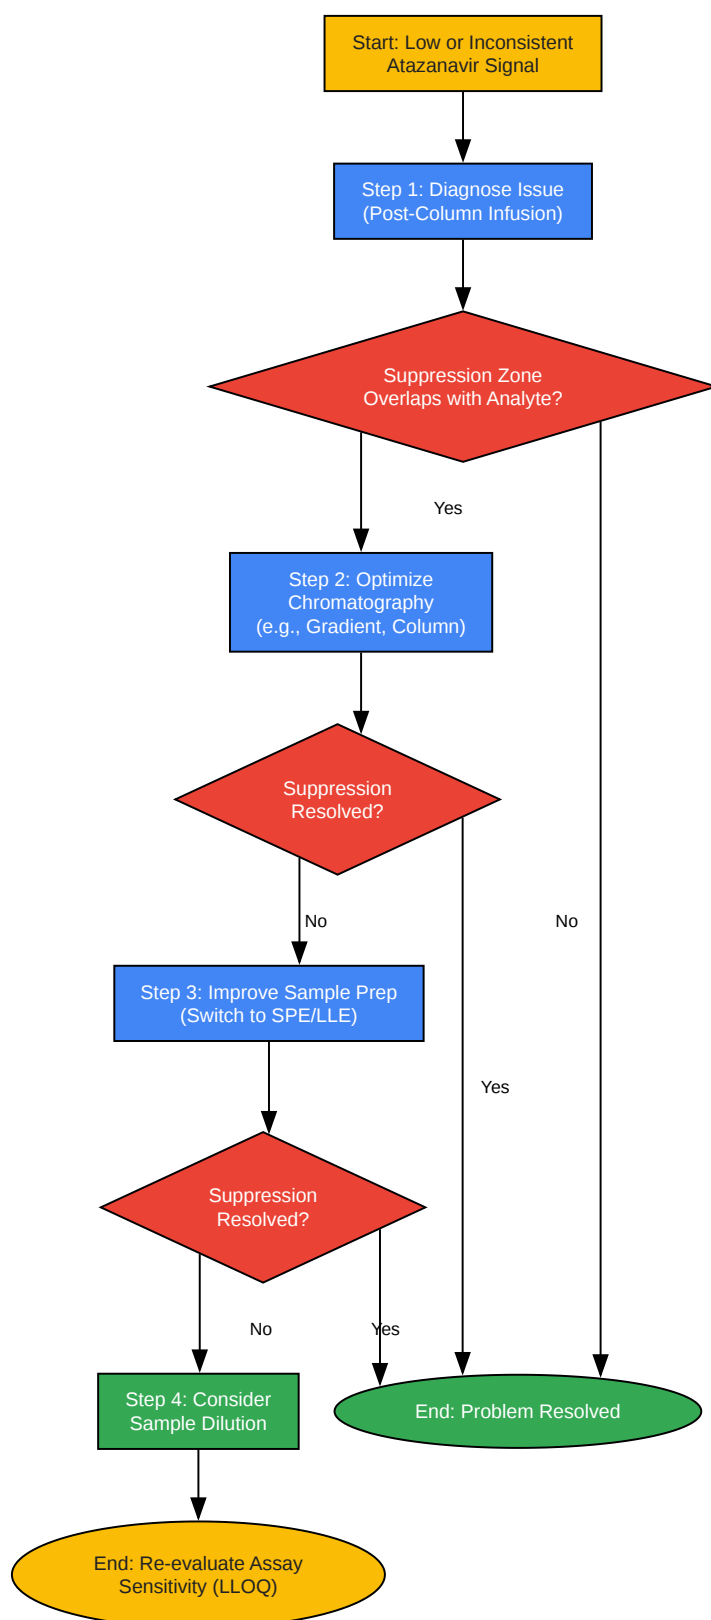 Start: Low or Inconsistent
Atazanavir Signal
Step 1: Diagnose Issue
(Post-Column Infusion)
Suppression Zone
Overlaps with Analyte?
Yes
Step 2: Optimize
Chromatography
(e.g., Gradient, Column)
Suppression
Resolved?
No
No
Step 3: Improve Sample Prep
(Switch to SPE/LLE)
Yes
Suppression
Resolved?
No
Yes
Step 4: Consider
Sample Dilution
End: Problem Resolved
End: Re-evaluate Assay
Sensitivity (LLOQ)